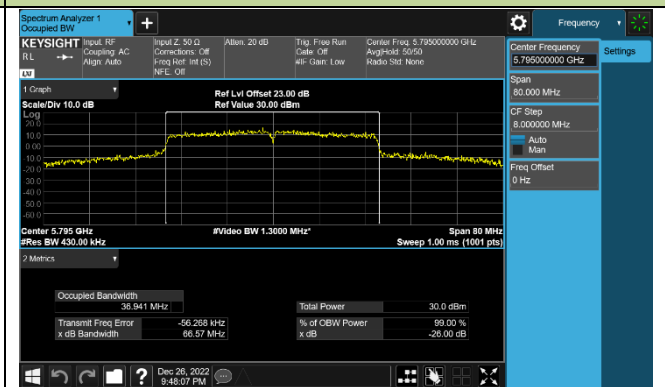 Spectrum Analyzer 1
Occupied BW
+
Frequency
KEYSIGHT
RL
LXI
Input: RF
Coupling: AC
Align: Auto
Input Z: 50 Ω
Corrections: Off
Freq Ref: Int (S)
NFE: Off
Atten: 20 dB
Trig: Free Run
Gate: Off
#IF Gain: Low
Center Freq: 5.795000000 GHz
Avg|Hold: 50/50
Radio Std: None
Center Frequency
5.795000000 GHz
Settings
Span
80.000 MHz
CF Step
8.000000 MHz
Auto
Man
Freq Offset
0 Hz
1 Graph
Scale/Div 10.0 dB
Ref Lvl Offset 23.00 dB
Ref Value 30.00 dBm
Log
20.0
10.0
0.00
-10.0
-20.0
-30.0
-40.0
-50.0
-60.0
Center 5.795 GHz
#Video BW 1.3000 MHz*
Span 80 MHz
#Res BW 430.00 kHz
Sweep 1.00 ms (1001 pts)
2 Metrics
Occupied Bandwidth
36.941 MHz
Total Power
30.0 dBm
Transmit Freq Error
-56.268 kHz
% of OBW Power
99.00 %
x dB Bandwidth
66.57 MHz
x dB
-26.00 dB
?
Dec 26, 2022
9:48:07 PM